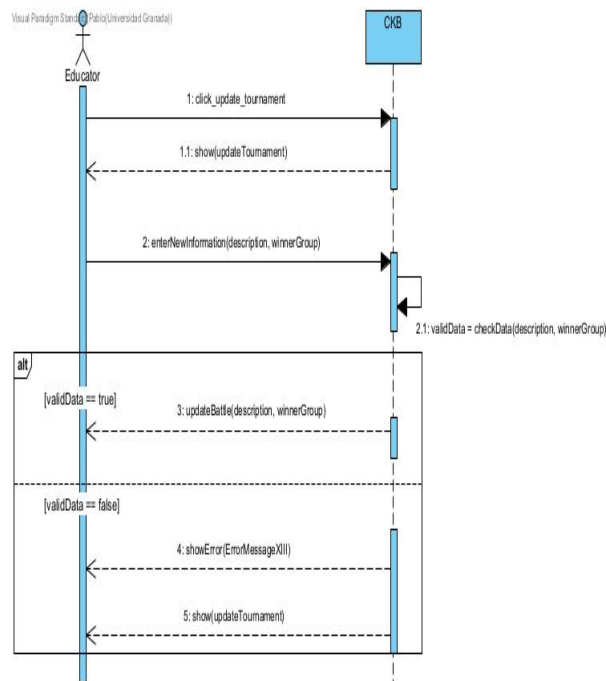 Visual Paradigm Standard Pablo(Universidad Granada))
CKB
Educator
1: click_update_tournament
1.1: show(updateTournament)
2: enterNewInformation(description, winnerGroup)
2.1: validData = checkData(description, winnerGroup)
alt
[validData == true]
3: updateBattle(description, winnerGroup)
[validData == false]
4: showError(ErrorMessageXIII)
5: show(updateTournament)